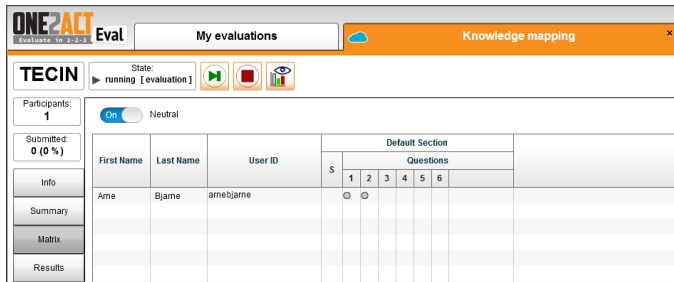 ONE2ACT Eval
Evaluate in 1-2-3
My evaluations
Knowledge mapping
×
TECIN
State:
running [ evaluation ]
Participants:
1
Submitted:
0 (0 %)
Info
Summary
Matrix
Results
On
Neutral
First Name
Last Name
User ID
Default Section
S
Questions
1 2 3 4 5 6
Arne
Bjarne
arnebjarne